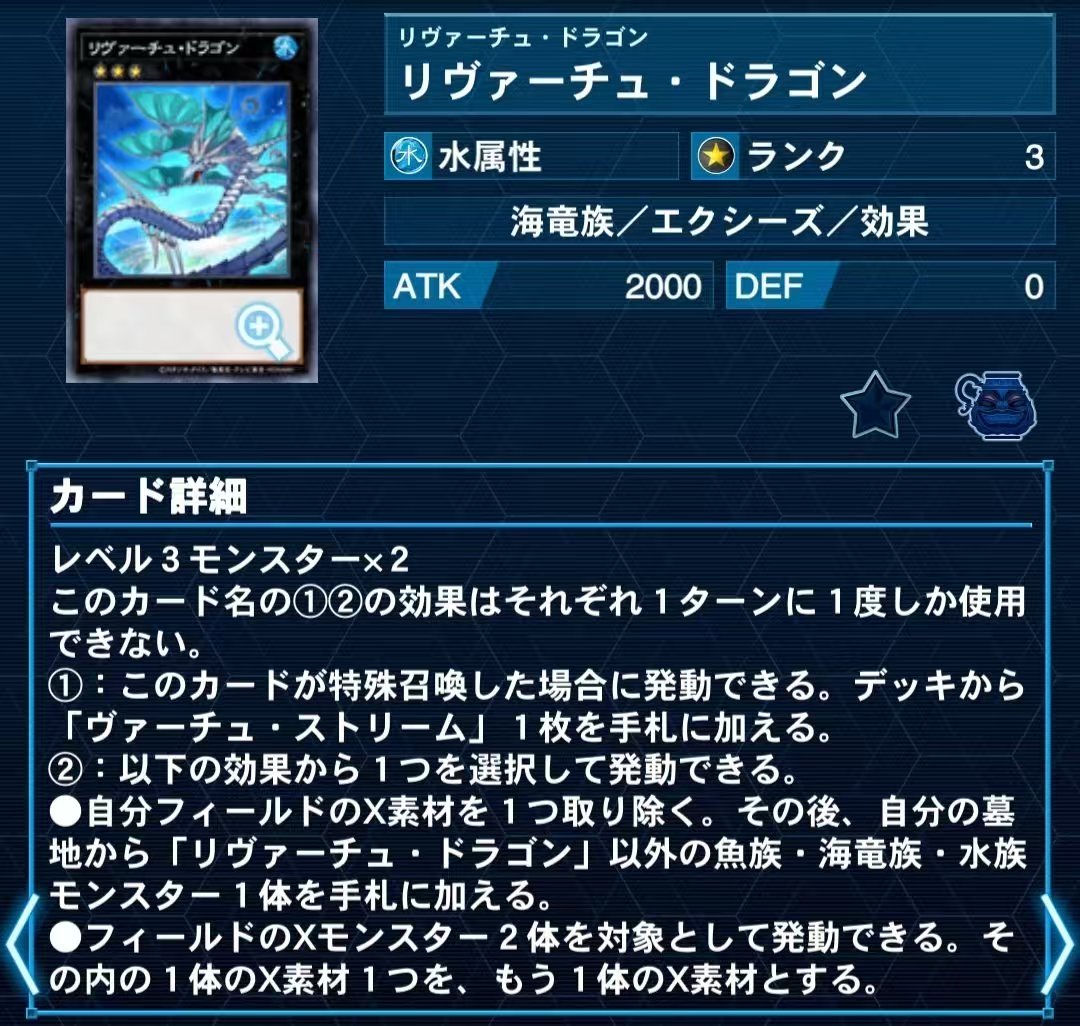 リヴァーチュ・ドラゴン
水
リヴァーチュ・ドラゴン
リヴァーチュ・ドラゴン
水 水属性
ランク 3
海竜族／エクシーズ／効果
ATK 2000
DEF 0
カード詳細
レベル３モンスター×２
このカード名の①②の効果はそれぞれ１ターンに１度しか使用
できない。
①：このカードが特殊召喚した場合に発動できる。デッキから
「ヴァーチュ・ストリーム」１枚を手札に加える。
②：以下の効果から１つを選択して発動できる。
●自分フィールドのX素材を１つ取り除く。その後、自分の墓
地から「リヴァーチュ・ドラゴン」以外の魚族・海竜族・水族
モンスター１体を手札に加える。
●フィールドのXモンスター２体を対象として発動できる。そ
の内の１体のX素材１つを、もう１体のX素材とする。